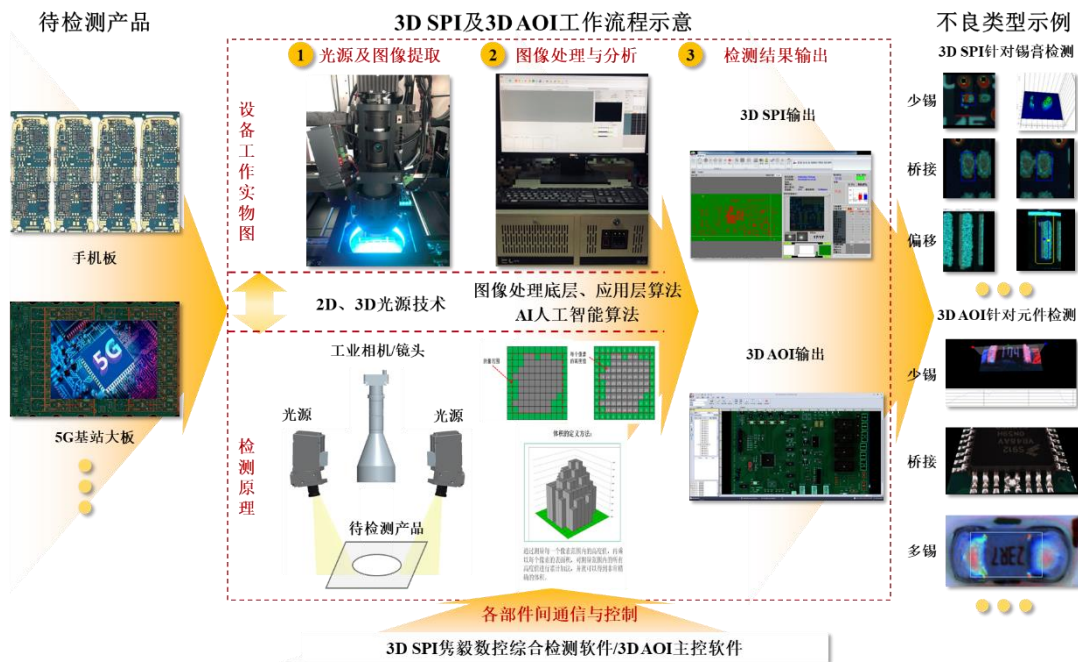 待检测产品
3D SPI及3D AOI工作流程示意
不良类型示例
1 光源及图像提取
2 图像处理与分析
3 检测结果输出
3D SPI针对锡膏检测
设备工作实物图
手机板
5G
5G基站大板
2D、3D光源技术
图像处理底层、应用层算法
AI人工智能算法
3D SPI输出
3D AOI输出
少锡
桥接
偏移
3D AOI针对元件检测
少锡
桥接
多锡
检测原理
工业相机/镜头
光源
光源
待检测产品
体积的定义方法：
23R7
各部件间通信与控制
3D SPI隽毅数控综合检测软件/3D AOI主控软件